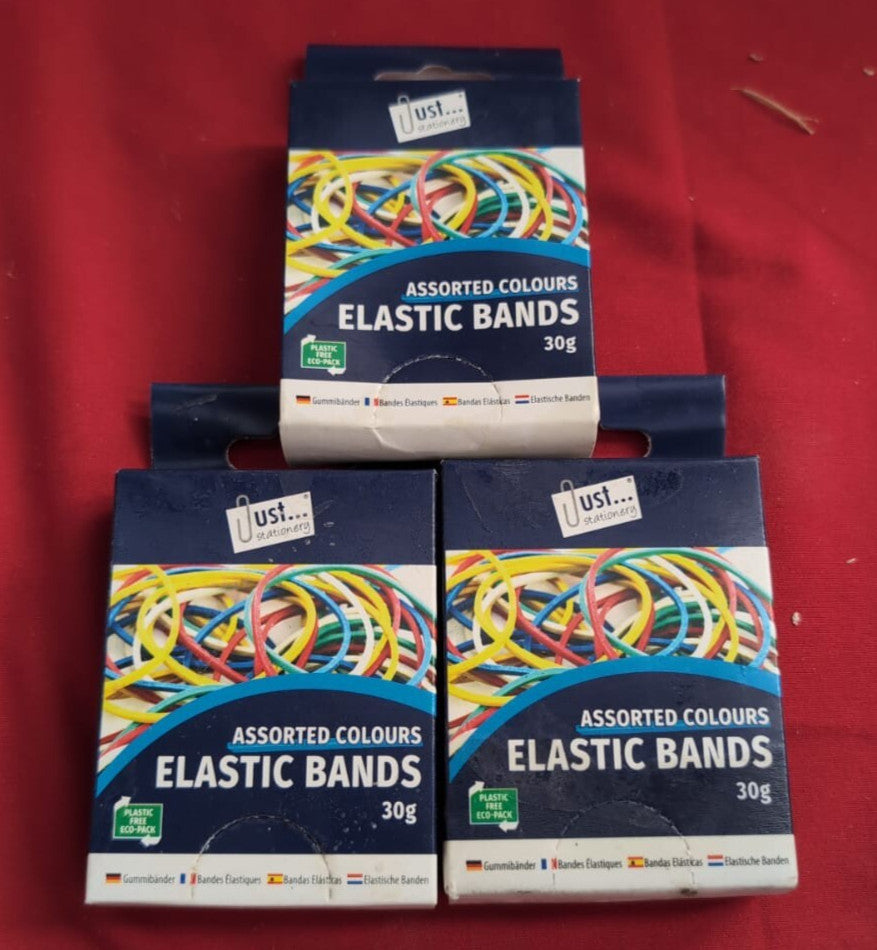 Just...
stationery
ASSORTED COLOURS
ELASTIC BANDS
30g
PLASTIC
FREE
ECO-PACK
Gummibänder Bandes Élastiques Bandas Elásticas Elastische Banden
Just...
stationery
ASSORTED COLOURS
ELASTIC BANDS
30g
PLASTIC
FREE
ECO-PACK
Gummibänder Bandes Élastiques Bandas Elásticas Elastische Banden
Just...
stationery
ASSORTED COLOURS
ELASTIC BANDS
30g
PLASTIC
FREE
ECO-PACK
Gummibänder Bandes Élastiques Bandas Elásticas Elastische Banden